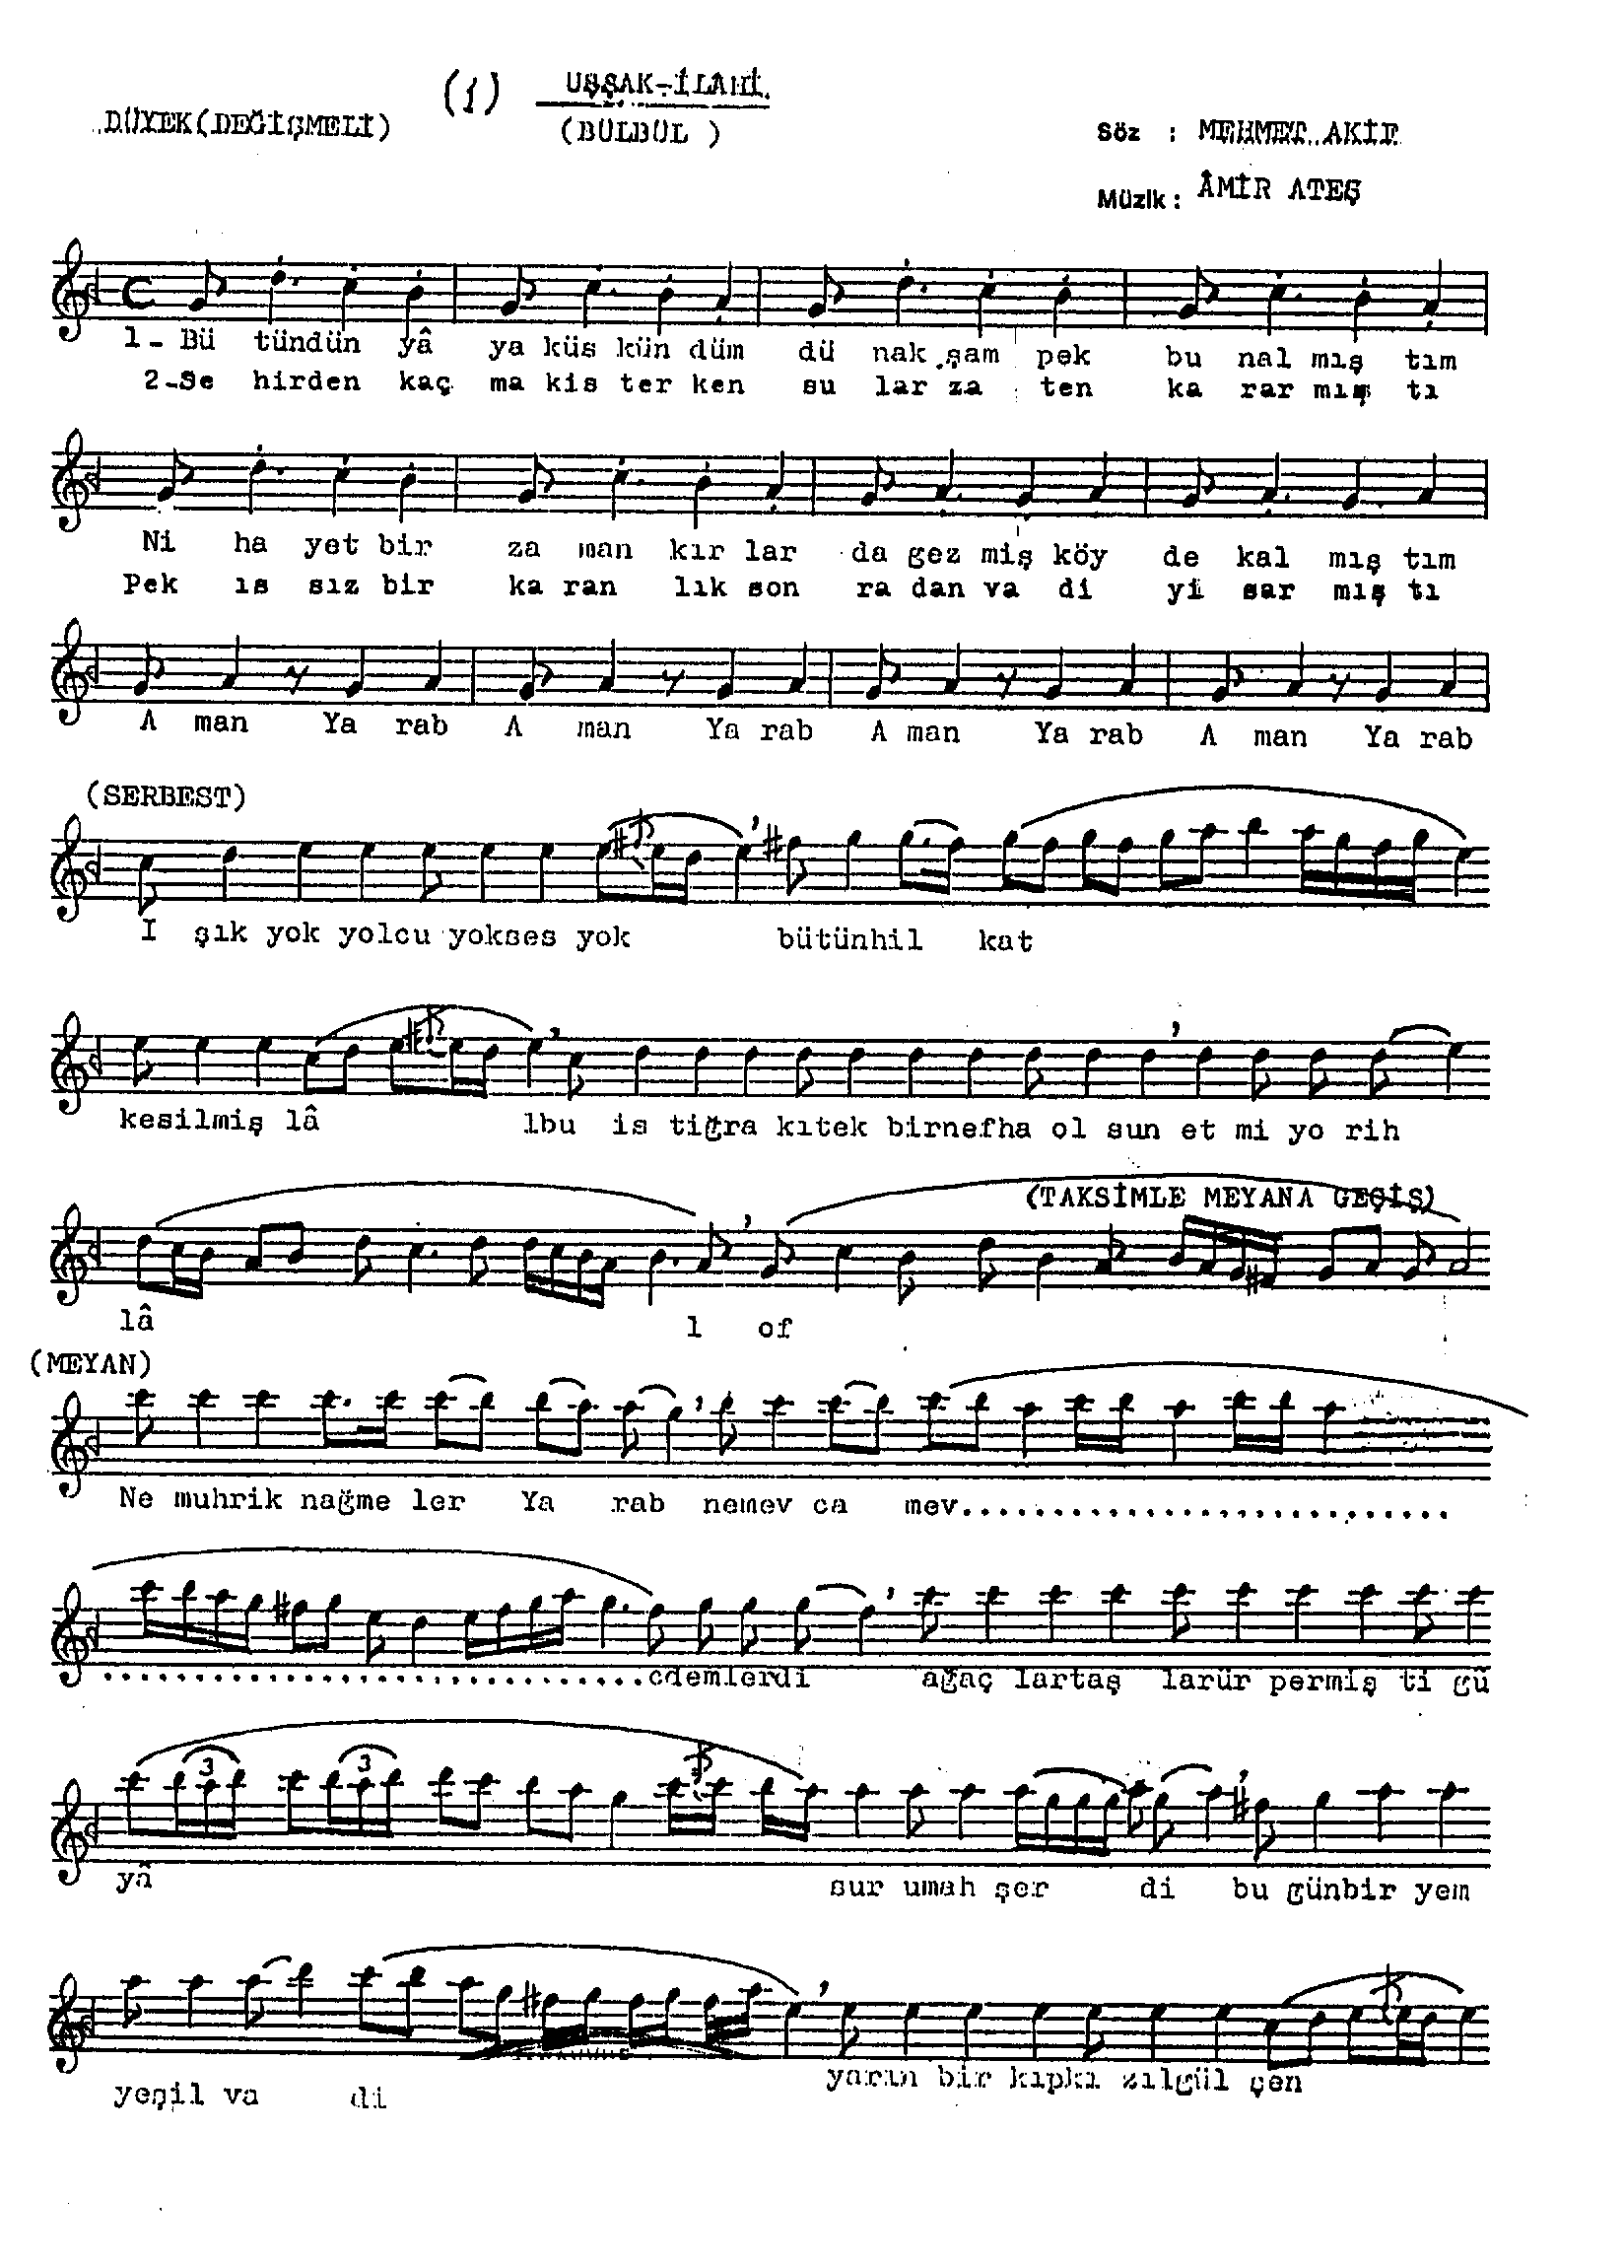 (1) UŞŞAK-İLAHİ
DÜYEK(DEĞİŞMELİ)
(BÜLBÜL )
Söz : MEHMET AKİF
Müzik : ÂMİR ATEŞ
1- Bü tündün yâ ya küs kün düm dü nak şam pek bu nal mış tım
2-Se hirden kaç ma kis ter ken su lar za ten ka rar mış tı
Ni ha yet bir za man kır lar da gez miş köy de kal mış tım
Pek ıs sız bir ka ran lık son ra dan va di yi sar mış tı
A man Ya rab A man Ya rab A man Ya rab A man Ya rab
(SERBEST)
I şık yok yolcu yokses yok bütünhil kat
kesilmiş lâ lbu is tiğra kıtek birnefha ol sun et mi yo rih
(TAKSİMLE MEYANA GEÇİŞ)
lâ l of
(MEYAN)
Ne muhrik nağme ler Ya rab nemev ca mev...........................
..............................cdemlerdi ağaç lartaş larür permiş ti gû
3 3
yâ sur umah şer di bu günbir yem
yeşil va di yarın bir kıpkı zılgül şen